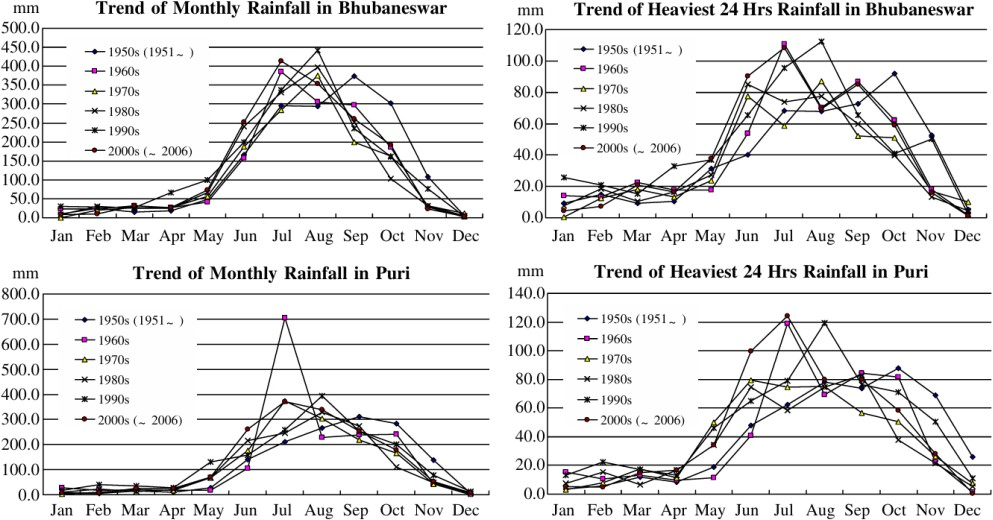 mm Trend of Monthly Rainfall in Bhubaneswar
500.0
450.0
400.0
350.0
300.0
250.0
200.0
150.0
100.0
50.0
0.0
1950s (1951~ )
1960s
1970s
1980s
1990s
2000s (~ 2006)
Jan Feb Mar Apr May Jun Jul Aug Sep Oct Nov Dec
mm Trend of Heaviest 24 Hrs Rainfall in Bhubaneswar
120.0
100.0
80.0
60.0
40.0
20.0
0.0
1950s (1951~ )
1960s
1970s
1980s
1990s
2000s (~ 2006)
Jan Feb Mar Apr May Jun Jul Aug Sep Oct Nov Dec
mm Trend of Monthly Rainfall in Puri
800.0
700.0
600.0
500.0
400.0
300.0
200.0
100.0
0.0
1950s (1951~ )
1960s
1970s
1980s
1990s
2000s (~ 2006)
Jan Feb Mar Apr May Jun Jul Aug Sep Oct Nov Dec
mm Trend of Heaviest 24 Hrs Rainfall in Puri
140.0
120.0
100.0
80.0
60.0
40.0
20.0
0.0
1950s (1951~ )
1960s
1970s
1980s
1990s
2000s (~ 2006)
Jan Feb Mar Apr May Jun Jul Aug Sep Oct Nov Dec